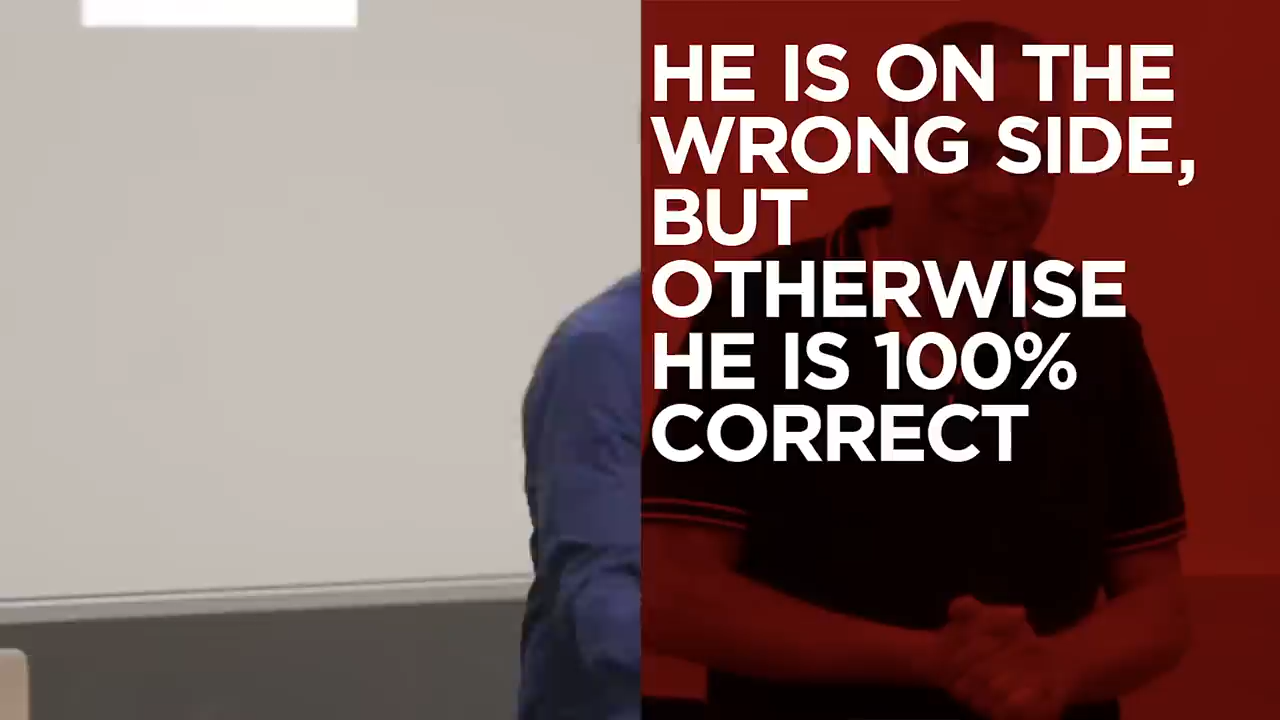 HE IS ON THE
WRONG SIDE,
BUT
OTHERWISE
HE IS 100%
CORRECT